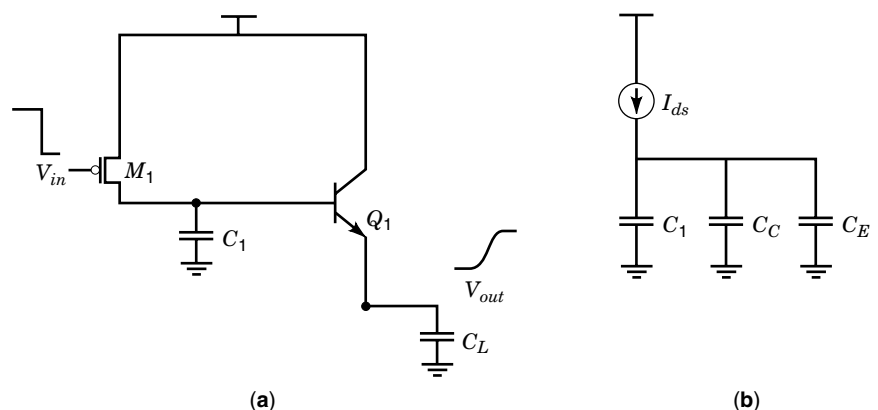 V_in
M_1
C_1
Q_1
V_out
C_L
(a)
I_ds
C_1
C_C
C_E
(b)